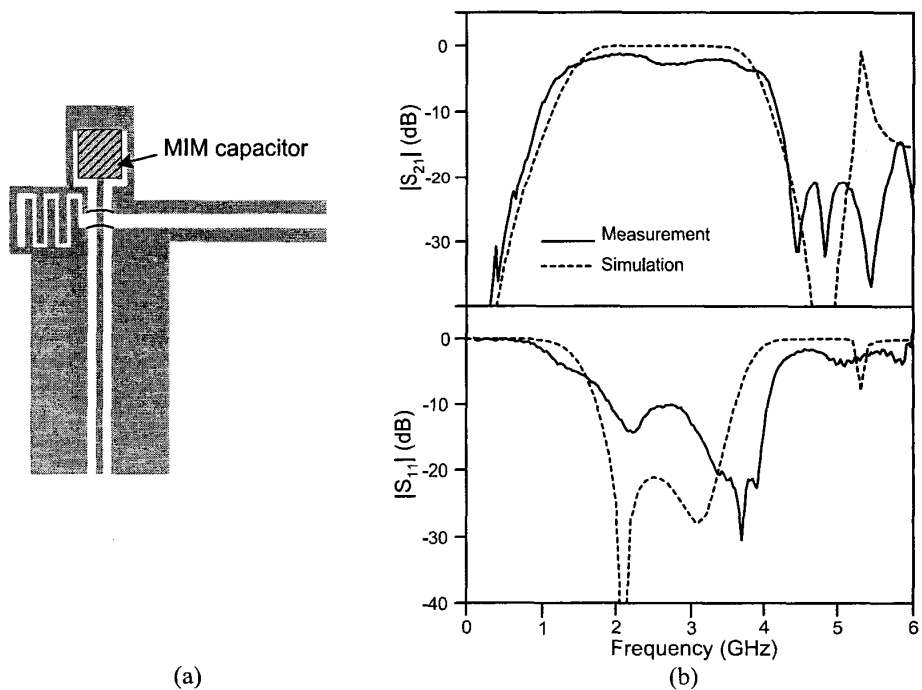 MIM capacitor
(a)
|S21| (dB)
0
-10
-20
-30
Measurement
Simulation
|S11| (dB)
0
-10
-20
-30
-40
0 1 2 3 4 5 6
Frequency (GHz)
(b)